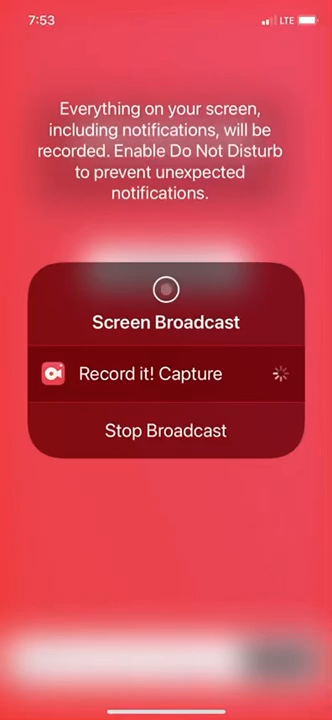 7:53
LTE
Everything on your screen,
including notifications, will be
recorded. Enable Do Not Disturb
to prevent unexpected
notifications.
Screen Broadcast
Record it! Capture
Stop Broadcast